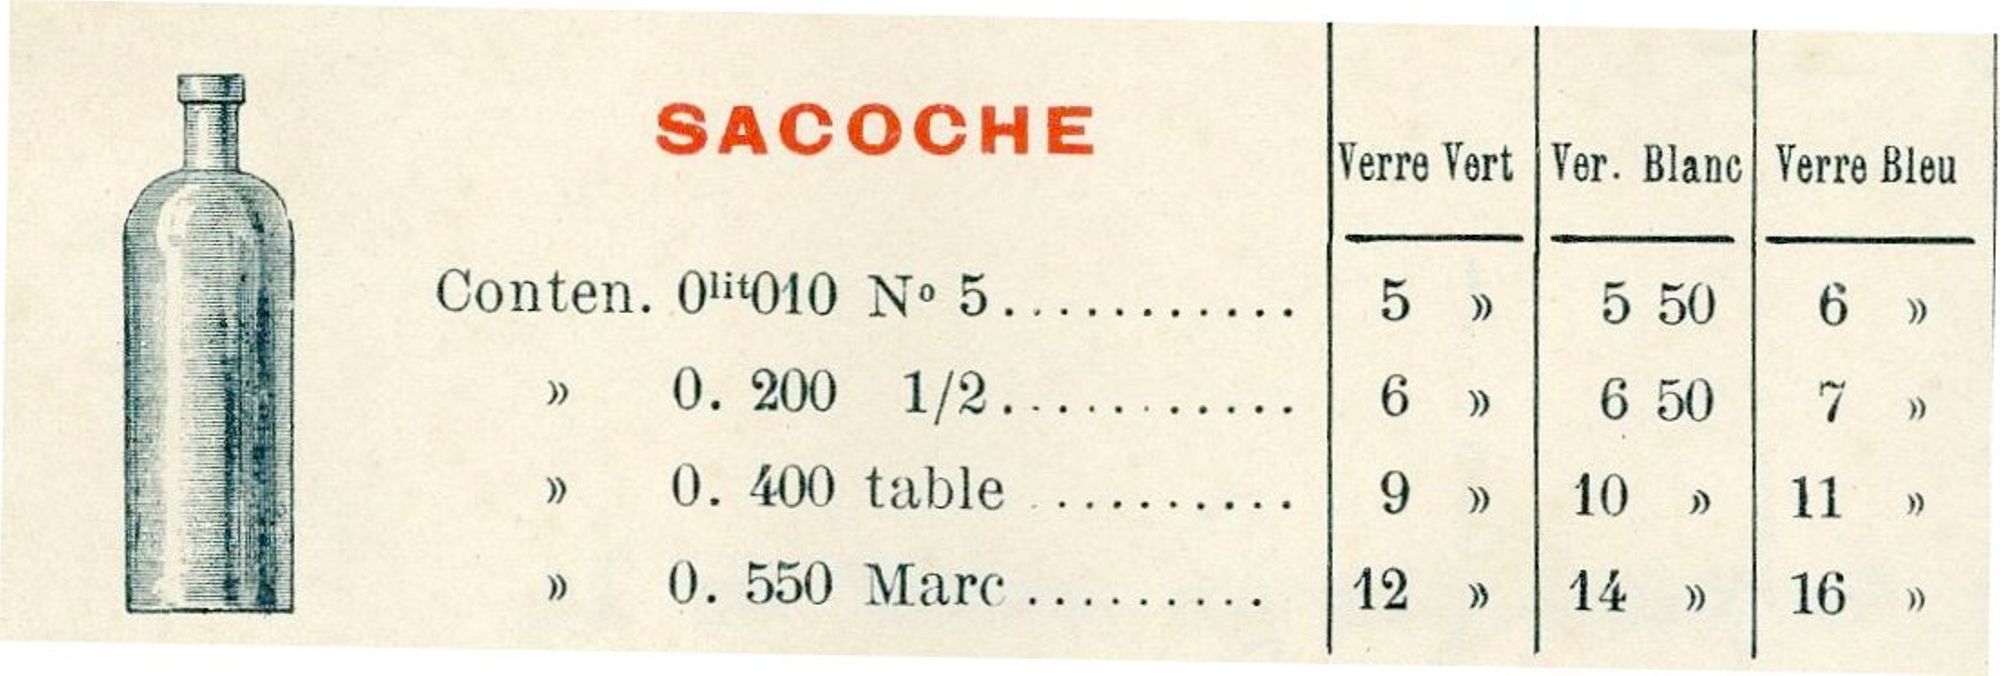 SACOCHE
Verre Vert Ver. Blanc Verre Bleu
Conten. 0lit010 No 5........... 5 » 5 50 6 »
» 0. 200 1/2........... 6 » 6 50 7 »
» 0. 400 table .......... 9 » 10 » 11 »
» 0. 550 Marc ......... 12 » 14 » 16 »